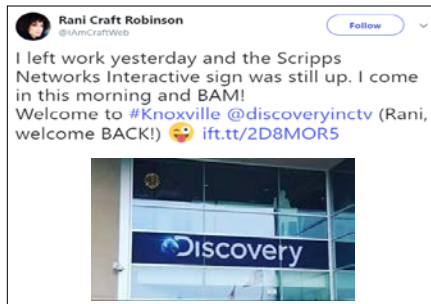 Rani Craft Robinson
@IAmCraftWeb
Follow
I left work yesterday and the Scripps
Networks Interactive sign was still up. I come
in this morning and BAM!
Welcome to #Knoxville @discoveryinctv (Rani,
welcome BACK!) 😜 ift.tt/2D8MOR5
Discovery